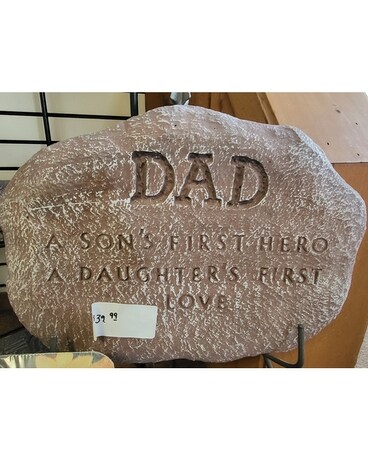 DAD
A SON'S FIRST HERO
A DAUGHTER'S FIRST
LOVE
$39 99